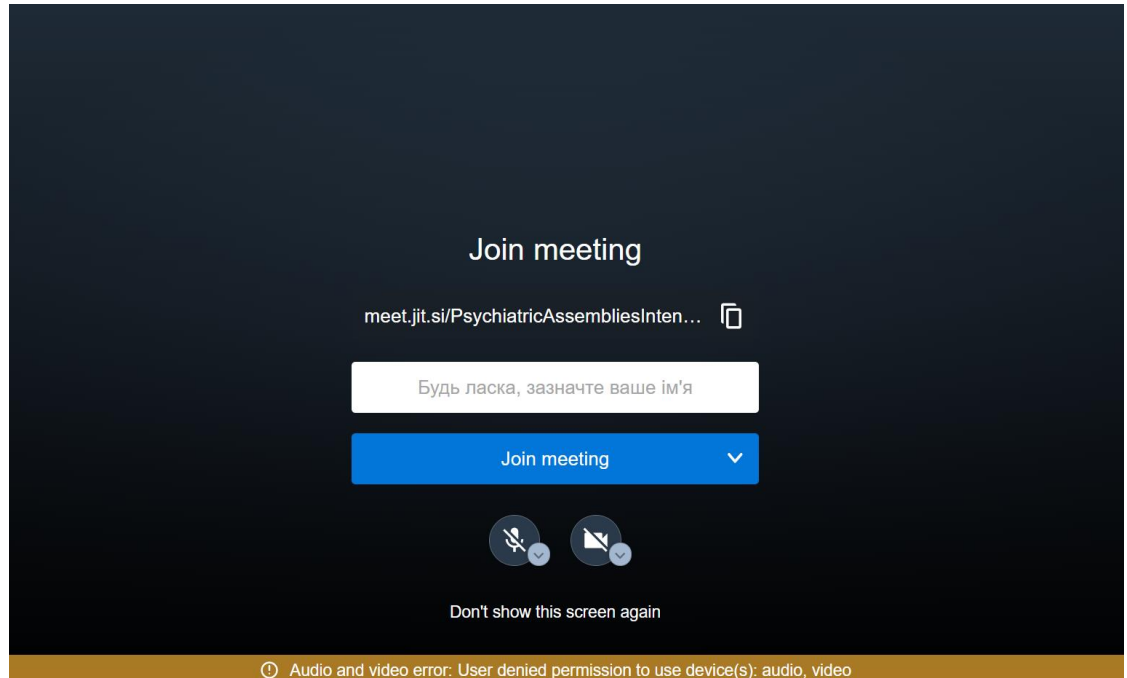 Join meeting
meet.jit.si/PsychiatricAssembliesInten...
Будь ласка, зазначте ваше ім'я
Join meeting
Don't show this screen again
Audio and video error: User denied permission to use device(s): audio, video